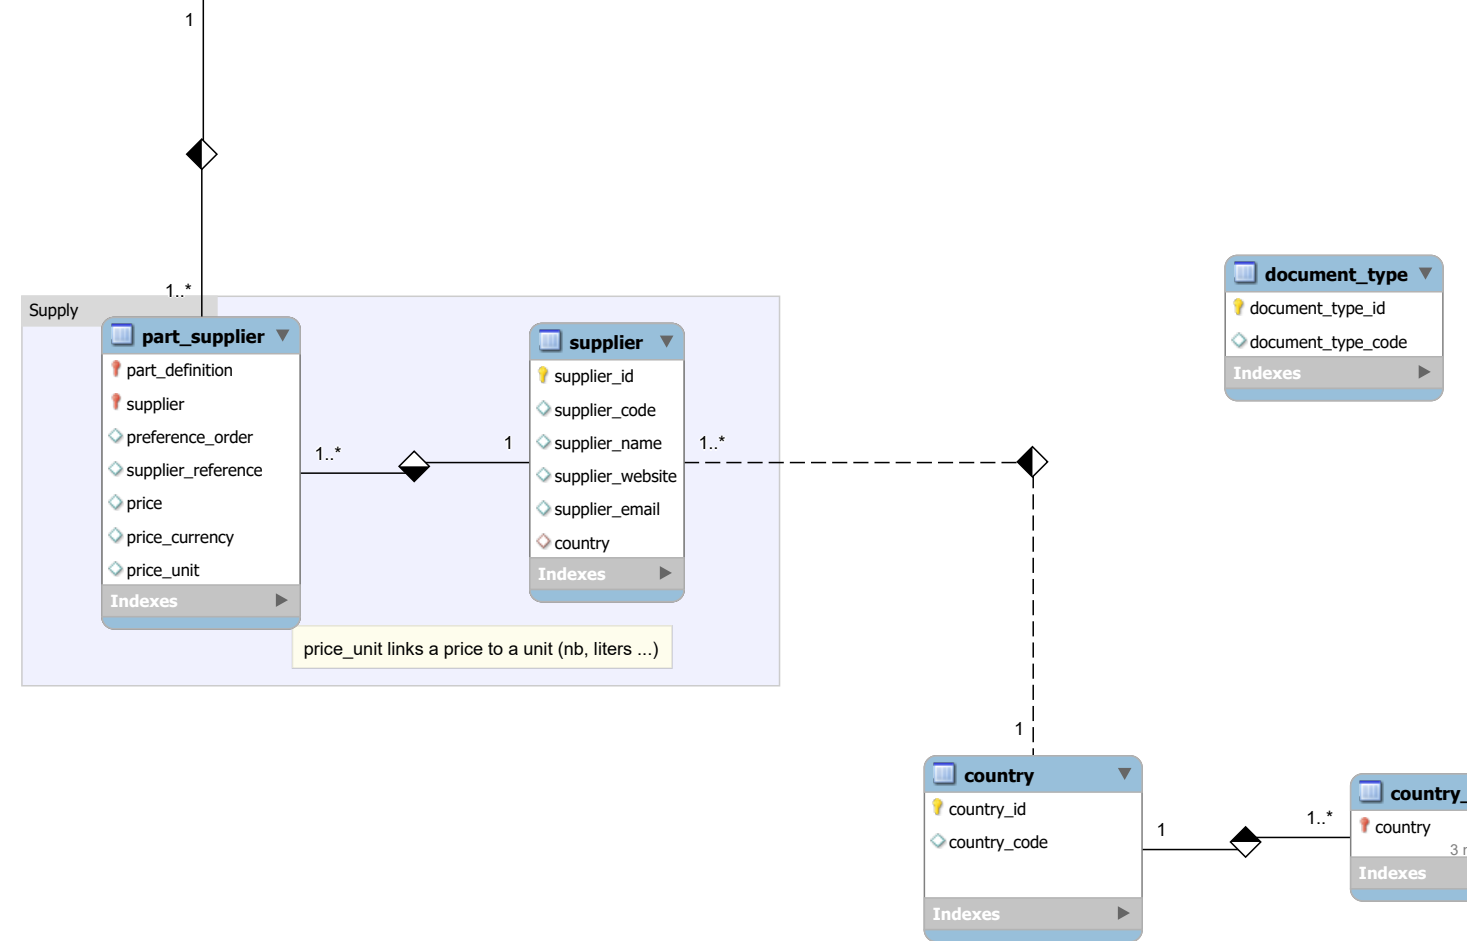 1
1..*
Supply
part_supplier
part_definition
supplier
preference_order
supplier_reference
price
price_currency
price_unit
Indexes
1..*
1
supplier
supplier_id
supplier_code
supplier_name
supplier_website
supplier_email
country
Indexes
1..*
price_unit links a price to a unit (nb, liters ...)
document_type
document_type_id
document_type_code
Indexes
1
country
country_id
country_code
Indexes
1
1..*
country_
country
3
Indexes